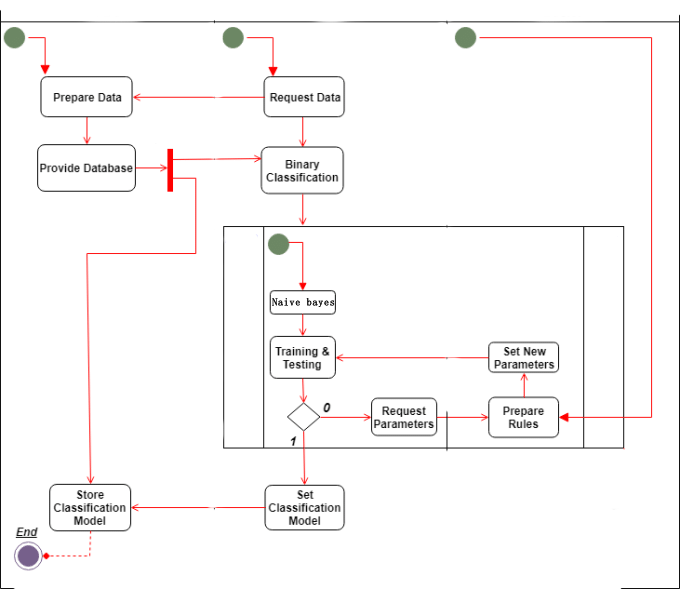 Prepare Data
Request Data
Provide Database
Binary
Classification
Naive bayes
Training &
Testing
Set New
Parameters
0
Request
Parameters
Prepare
Rules
1
Store
Classification
Model
Set
Classification
Model
End